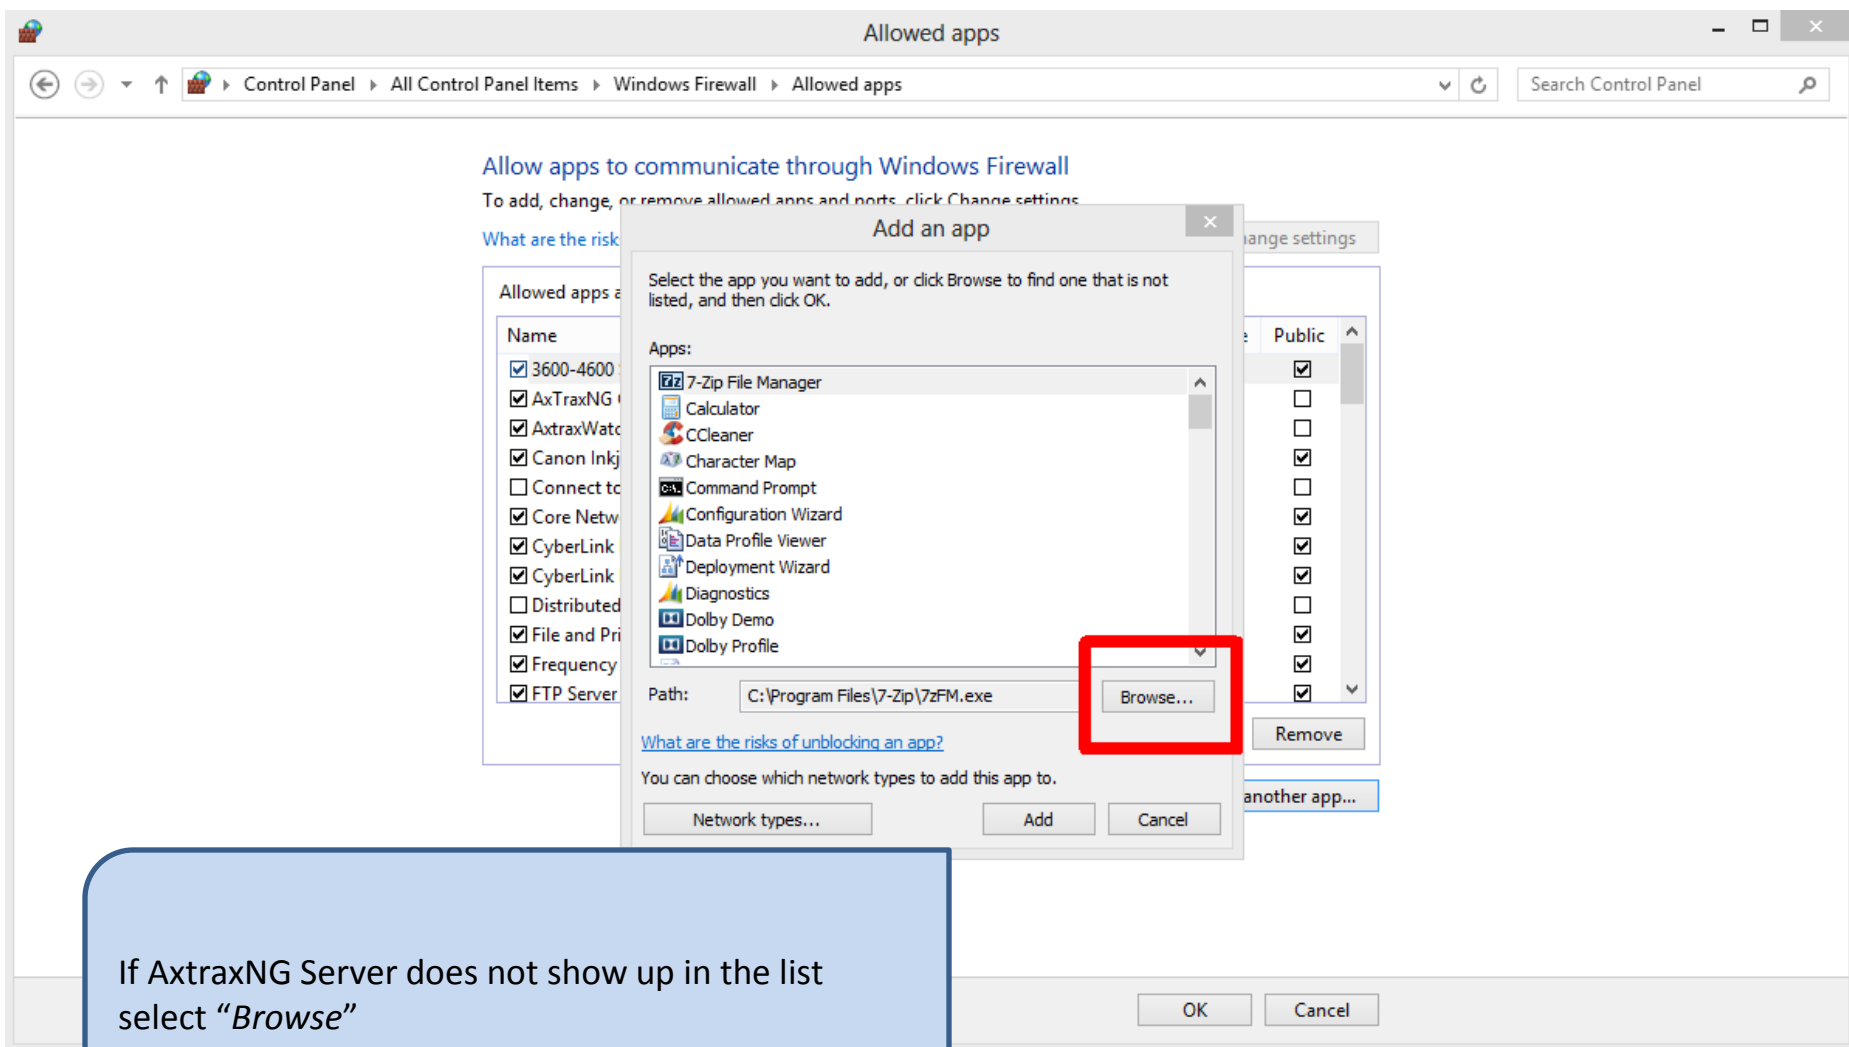 Allowed apps
Control Panel All Control Panel Items Windows Firewall Allowed apps
Search Control Panel
Allow apps to communicate through Windows Firewall
To add, change, or remove allowed apps and ports, click Change settings
What are the risk
ange settings
Allowed apps a
Name
Public
3600-4600
AxTraxNG
AxtraxWatc
Canon Inkj
Connect to
Core Netw
CyberLink
CyberLink
Distributed
File and Pri
Frequency
FTP Server
Remove
another app...
Add an app
Select the app you want to add, or click Browse to find one that is not
listed, and then click OK.
Apps:
7-Zip File Manager
Calculator
CCleaner
Character Map
Command Prompt
Configuration Wizard
Data Profile Viewer
Deployment Wizard
Diagnostics
Dolby Demo
Dolby Profile
Path: C:\Program Files\7-Zip\7zFM.exe Browse...
What are the risks of unblocking an app?
You can choose which network types to add this app to.
Network types... Add Cancel
If AxtraxNG Server does not show up in the list
select “Browse”
OK Cancel